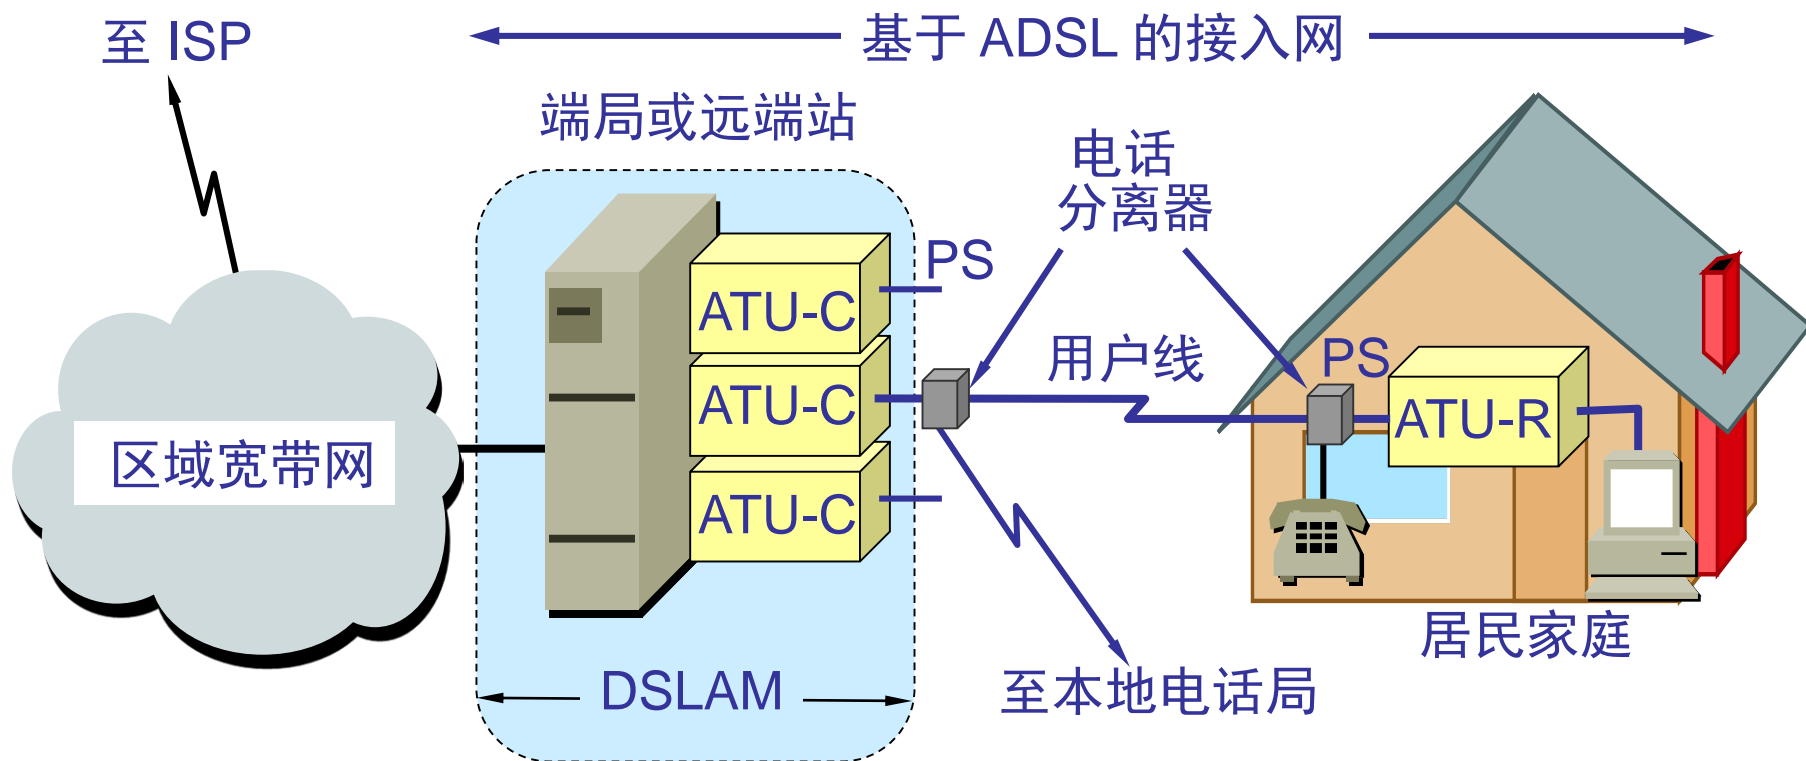 至 ISP
基于 ADSL 的接入网
端局或远端站
电话
分离器
PS
ATU-C
用户线
PS
ATU-C
ATU-R
区域宽带网
ATU-C
居民家庭
DSLAM
至本地电话局